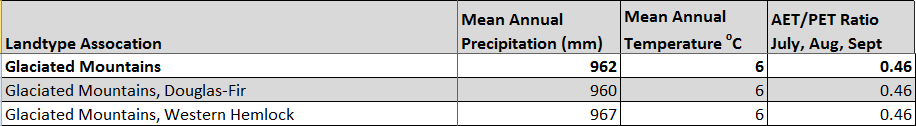 Landtype Assocation Mean Annual Precipitation (mm) Mean Annual Temperature °C AET/PET Ratio July, Aug, Sept
Glaciated Mountains 962 6 0.46
Glaciated Mountains, Douglas-Fir 960 6 0.46
Glaciated Mountains, Western Hemlock 967 6 0.46